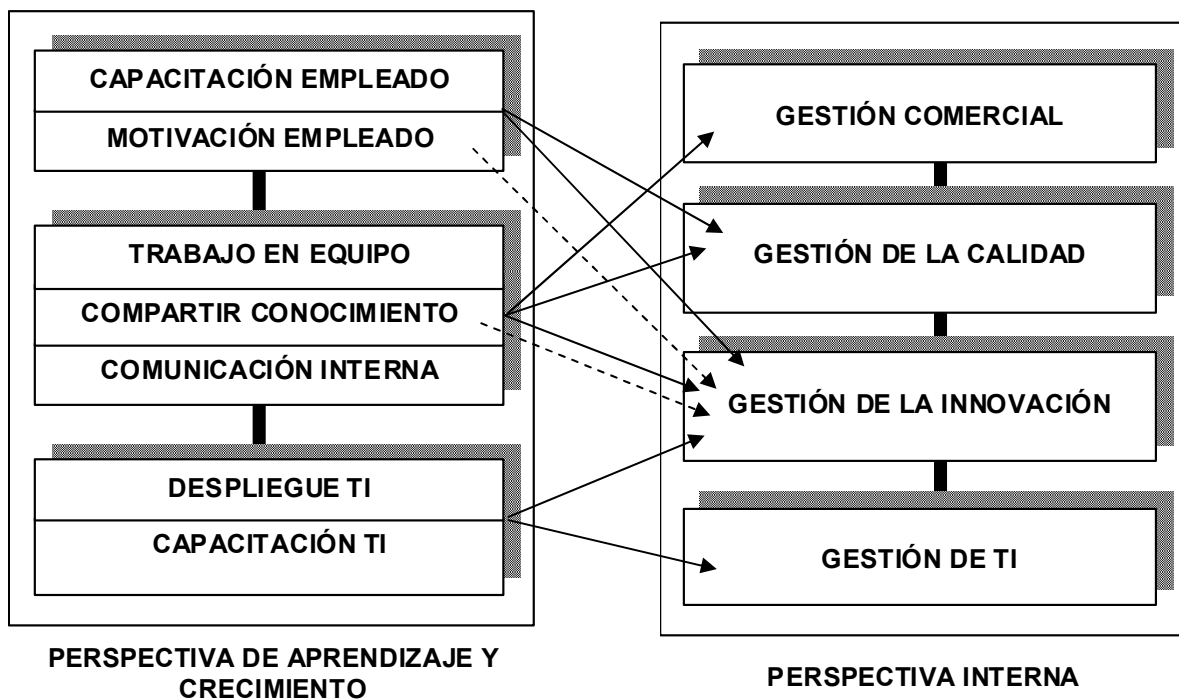 CAPACITACIÓN EMPLEADO
MOTIVACIÓN EMPLEADO
TRABAJO EN EQUIPO
COMPARTIR CONOCIMIENTO
COMUNICACIÓN INTERNA
DESPLIEGUE TI
CAPACITACIÓN TI
PERSPECTIVA DE APRENDIZAJE Y
CRECIMIENTO
GESTIÓN COMERCIAL
GESTIÓN DE LA CALIDAD
GESTIÓN DE LA INNOVACIÓN
GESTIÓN DE TI
PERSPECTIVA INTERNA